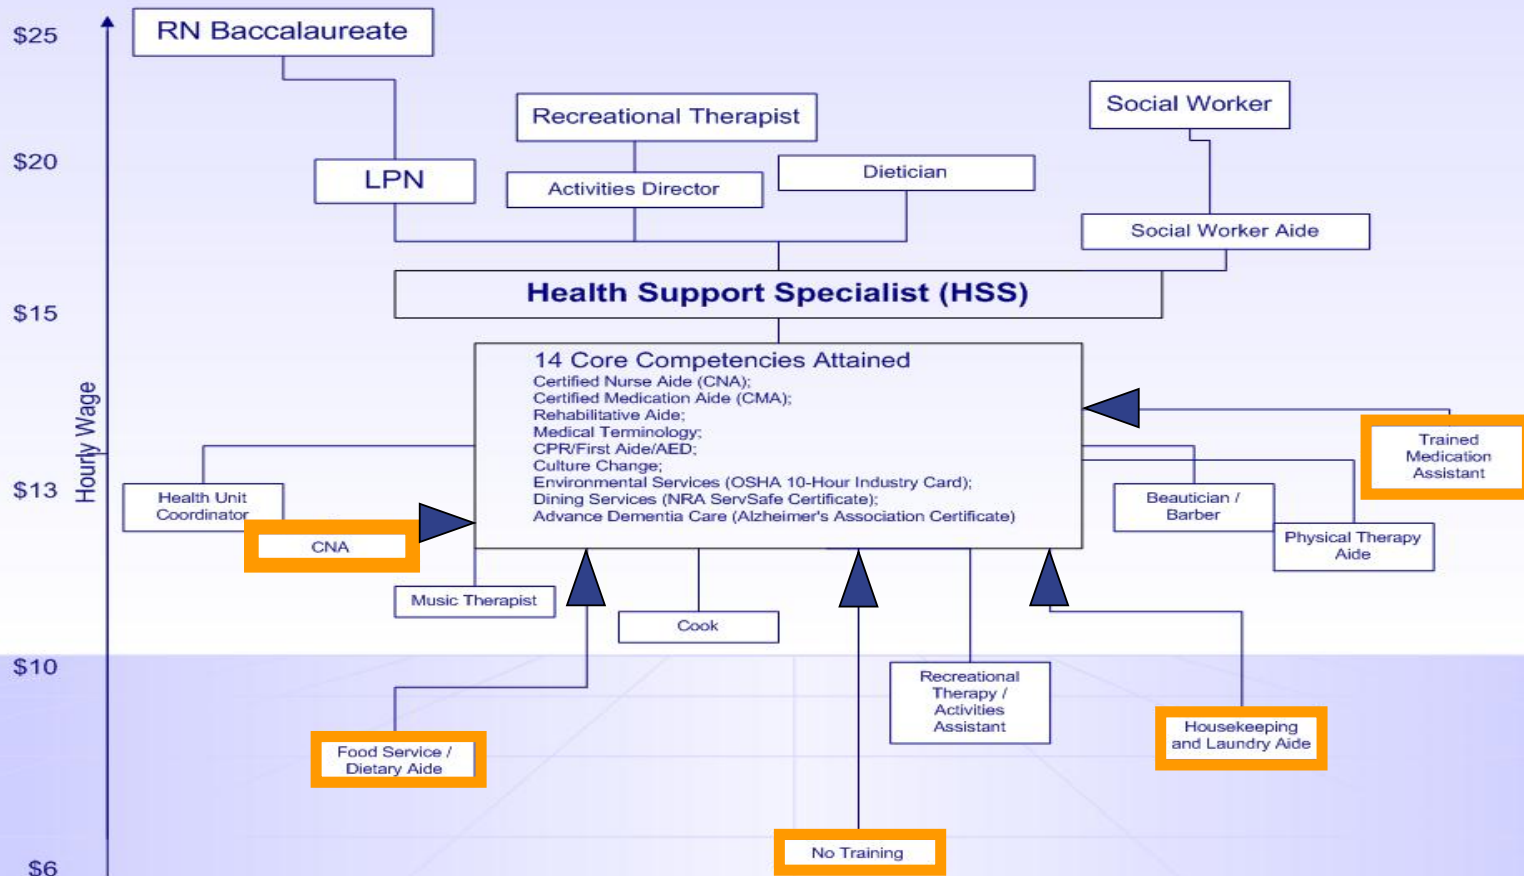 $25
RN Baccalaureate
Social Worker
Recreational Therapist
$20
LPN
Activities Director
Dietician
Social Worker Aide
Health Support Specialist (HSS)
$15
14 Core Competencies Attained
Certified Nurse Aide (CNA);
Certified Medication Aide (CMA);
Rehabilitative Aide;
Medical Terminology;
CPR/First Aide/AED;
Culture Change;
Environmental Services (OSHA 10-Hour Industry Card);
Dining Services (NRA ServSafe Certificate);
Advance Dementia Care (Alzheimer's Association Certificate)
Hourly Wage
Trained
Medication
Assistant
$13
Health Unit
Coordinator
Beautician /
Barber
CNA
Physical Therapy
Aide
Music Therapist
Cook
$10
Recreational
Therapy /
Activities
Assistant
Food Service /
Dietary Aide
Housekeeping
and Laundry Aide
No Training
$6